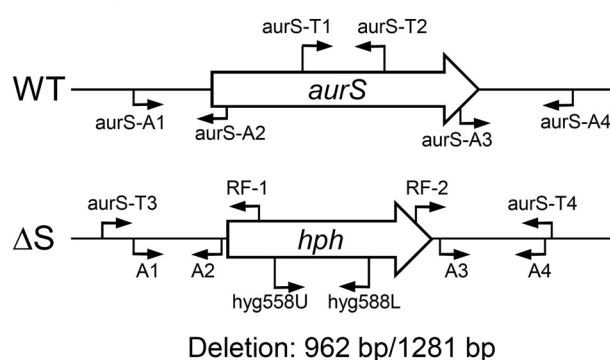 aurS-T1 aurS-T2
WT aurS
aurS-A1 aurS-A2 aurS-A3 aurS-A4
aurS-T3 RF-1 RF-2 aurS-T4
ΔS hph
A1 A2 A3 A4
hyg558U hyg588L
Deletion: 962 bp/1281 bp